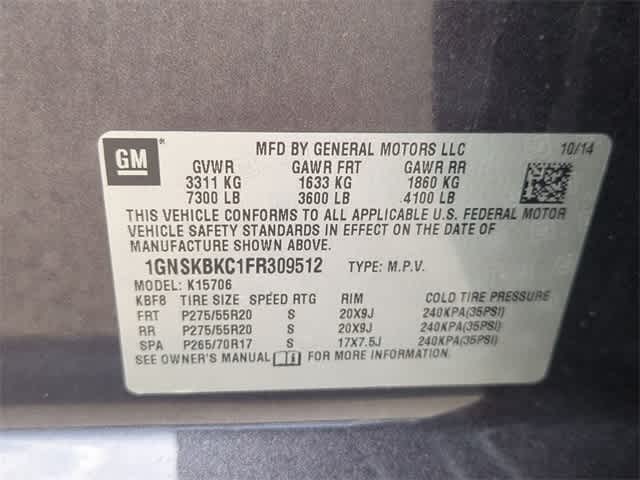 GM
MFD BY GENERAL MOTORS LLC 10/14
GVWR GAWR FRT GAWR RR
3311 KG 1633 KG 1860 KG
7300 LB 3600 LB 4100 LB
THIS VEHICLE CONFORMS TO ALL APPLICABLE U.S. FEDERAL MOTOR
VEHICLE SAFETY STANDARDS IN EFFECT ON THE DATE OF
MANUFACTURE SHOWN ABOVE.
1GNSKBKC1FR309512 TYPE: M.P.V.
MODEL: K15706
KBF8 TIRE SIZE SPEED RTG RIM COLD TIRE PRESSURE
FRT P275/55R20 S 20X9J 240KPA(35PSI)
RR P275/55R20 S 20X9J 240KPA(35PSI)
SPA P265/70R17 S 17X7.5J 240KPA(35PSI)
SEE OWNER'S MANUAL FOR MORE INFORMATION.